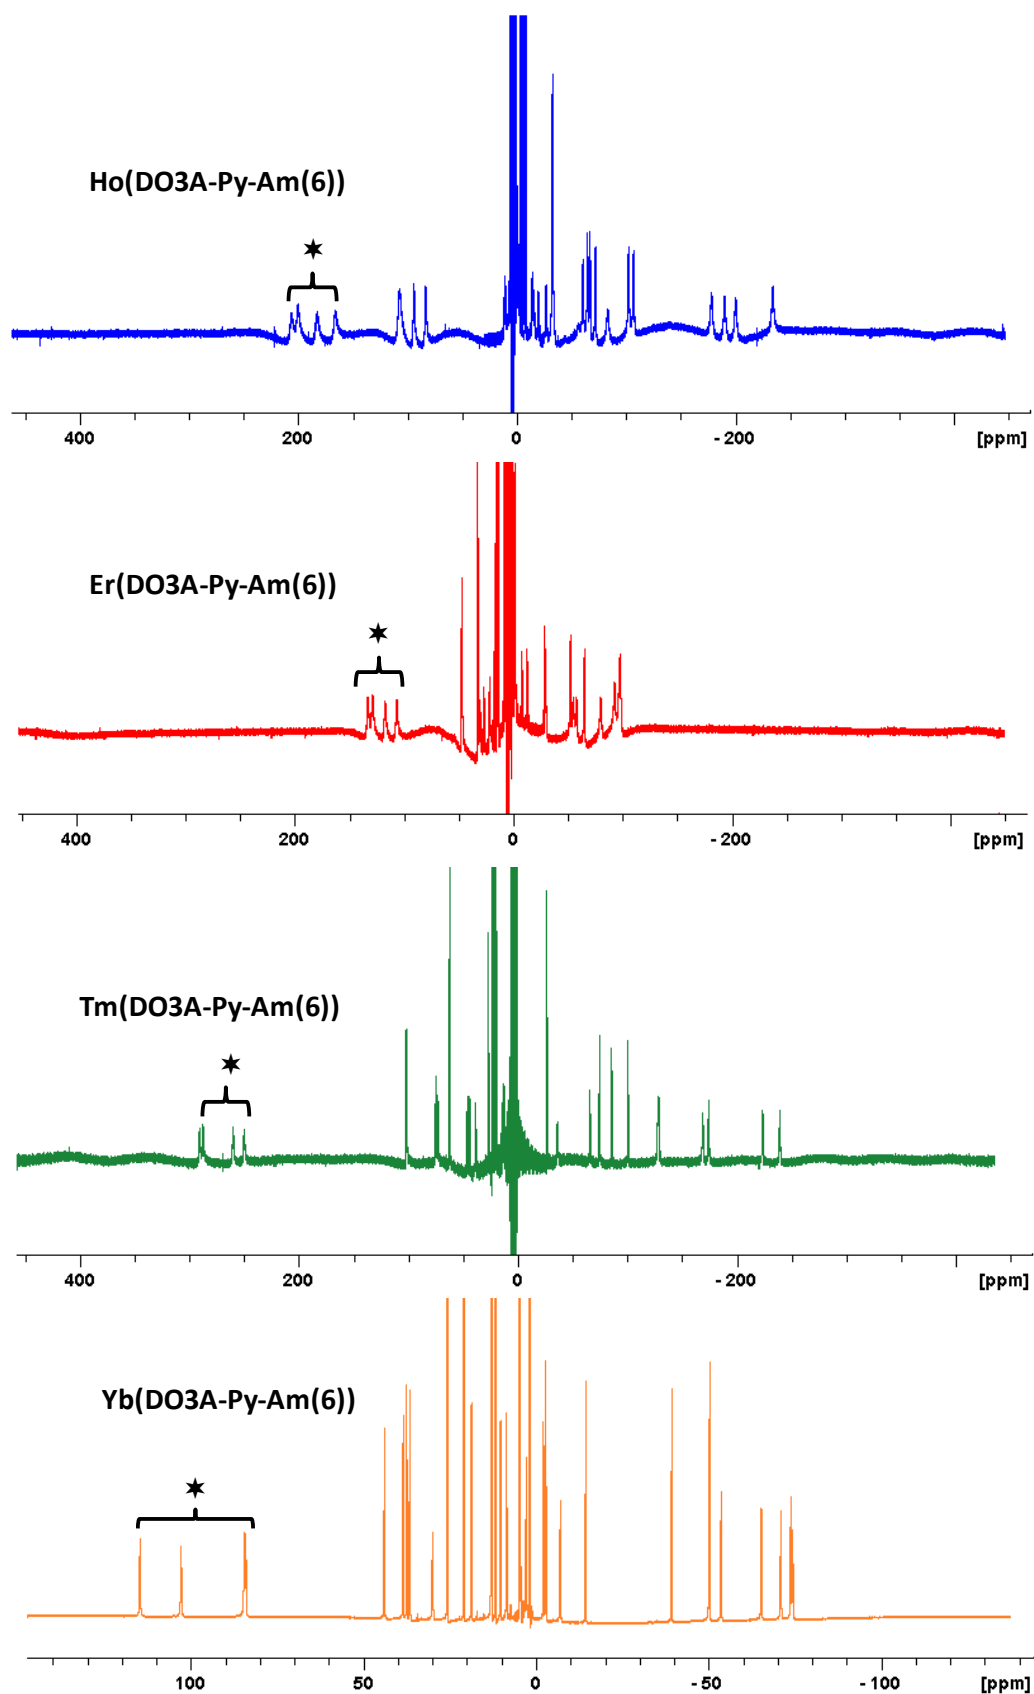 Ho(DO3A-Py-Am(6))
400 200 0 -200 [ppm]
Er(DO3A-Py-Am(6))
400 200 0 -200 [ppm]
Tm(DO3A-Py-Am(6))
400 200 0 -200 [ppm]
Yb(DO3A-Py-Am(6))
100 50 0 -50 -100 [ppm]